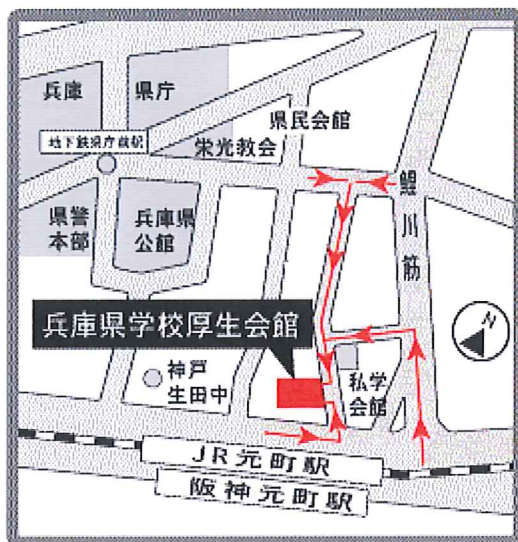 兵庫 県庁
県民会館
地下鉄県庁前駅
栄光教会
鯉川筋
県警
本部
兵庫県
公館
兵庫県学校厚生会館
N
神戸
生田中
私学
会館
JR元町駅
阪神元町駅